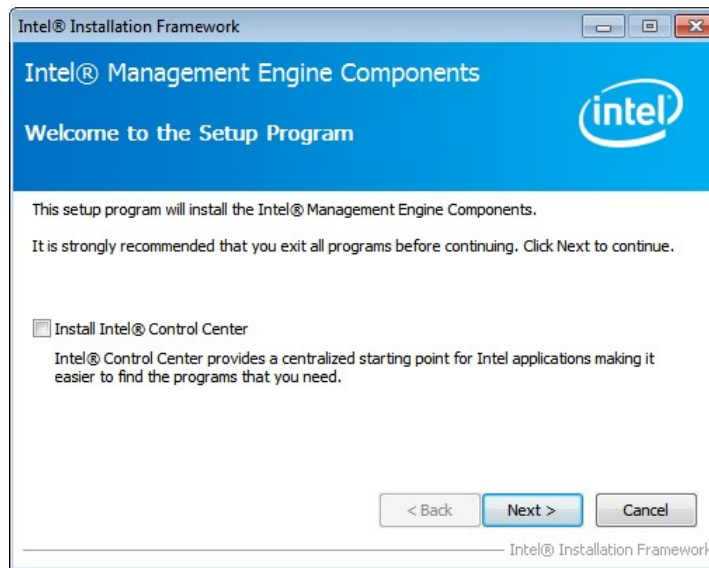 Intel® Installation Framework
Intel® Management Engine Components
Welcome to the Setup Program
intel®
This setup program will install the Intel® Management Engine Components.
It is strongly recommended that you exit all programs before continuing. Click Next to continue.
Install Intel® Control Center
Intel® Control Center provides a centralized starting point for Intel applications making it
easier to find the programs that you need.
< Back Next > Cancel
Intel® Installation Framework